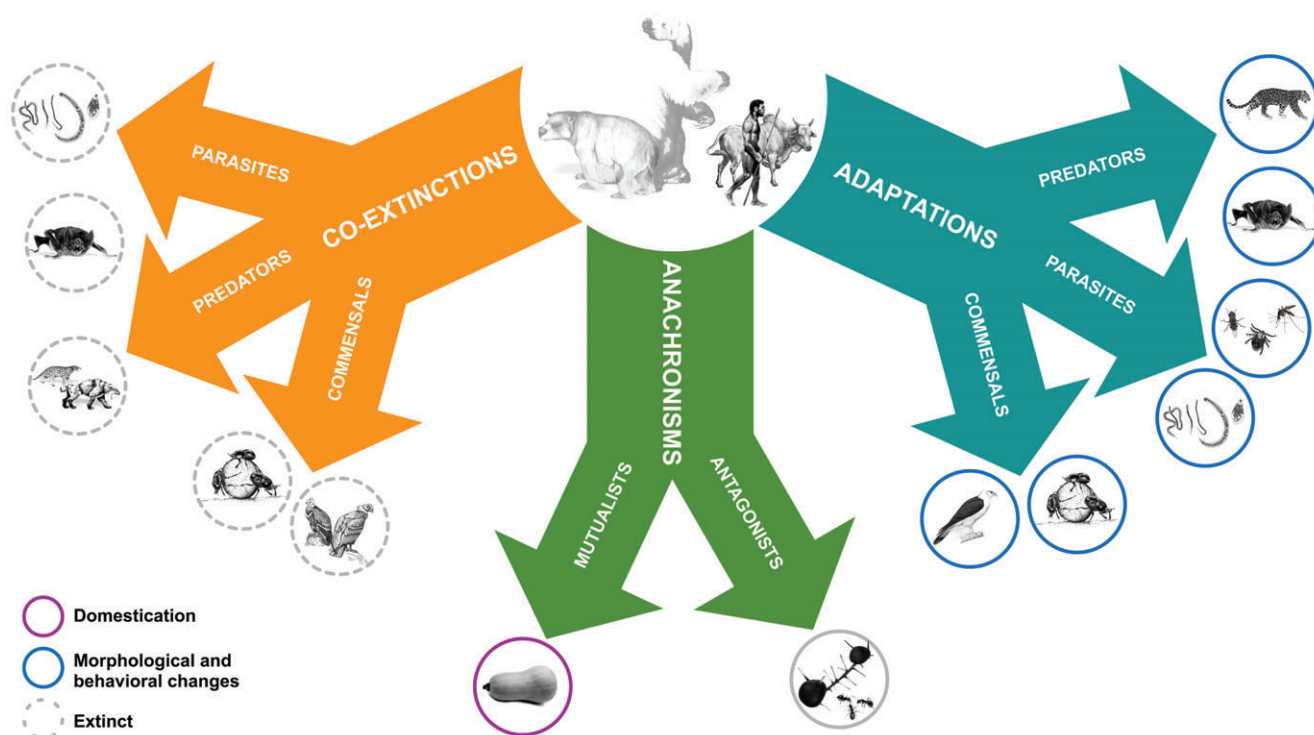 PARASITES
CO-EXTINCTIONS
PREDATORS
COMMENSALS
ANACHRONISMS
MUTUALISTS
ANTAGONISTS
ADAPTATIONS
PREDATORS
PARASITES
COMMENSALS
Domestication
Morphological and
behavioral changes
Extinct